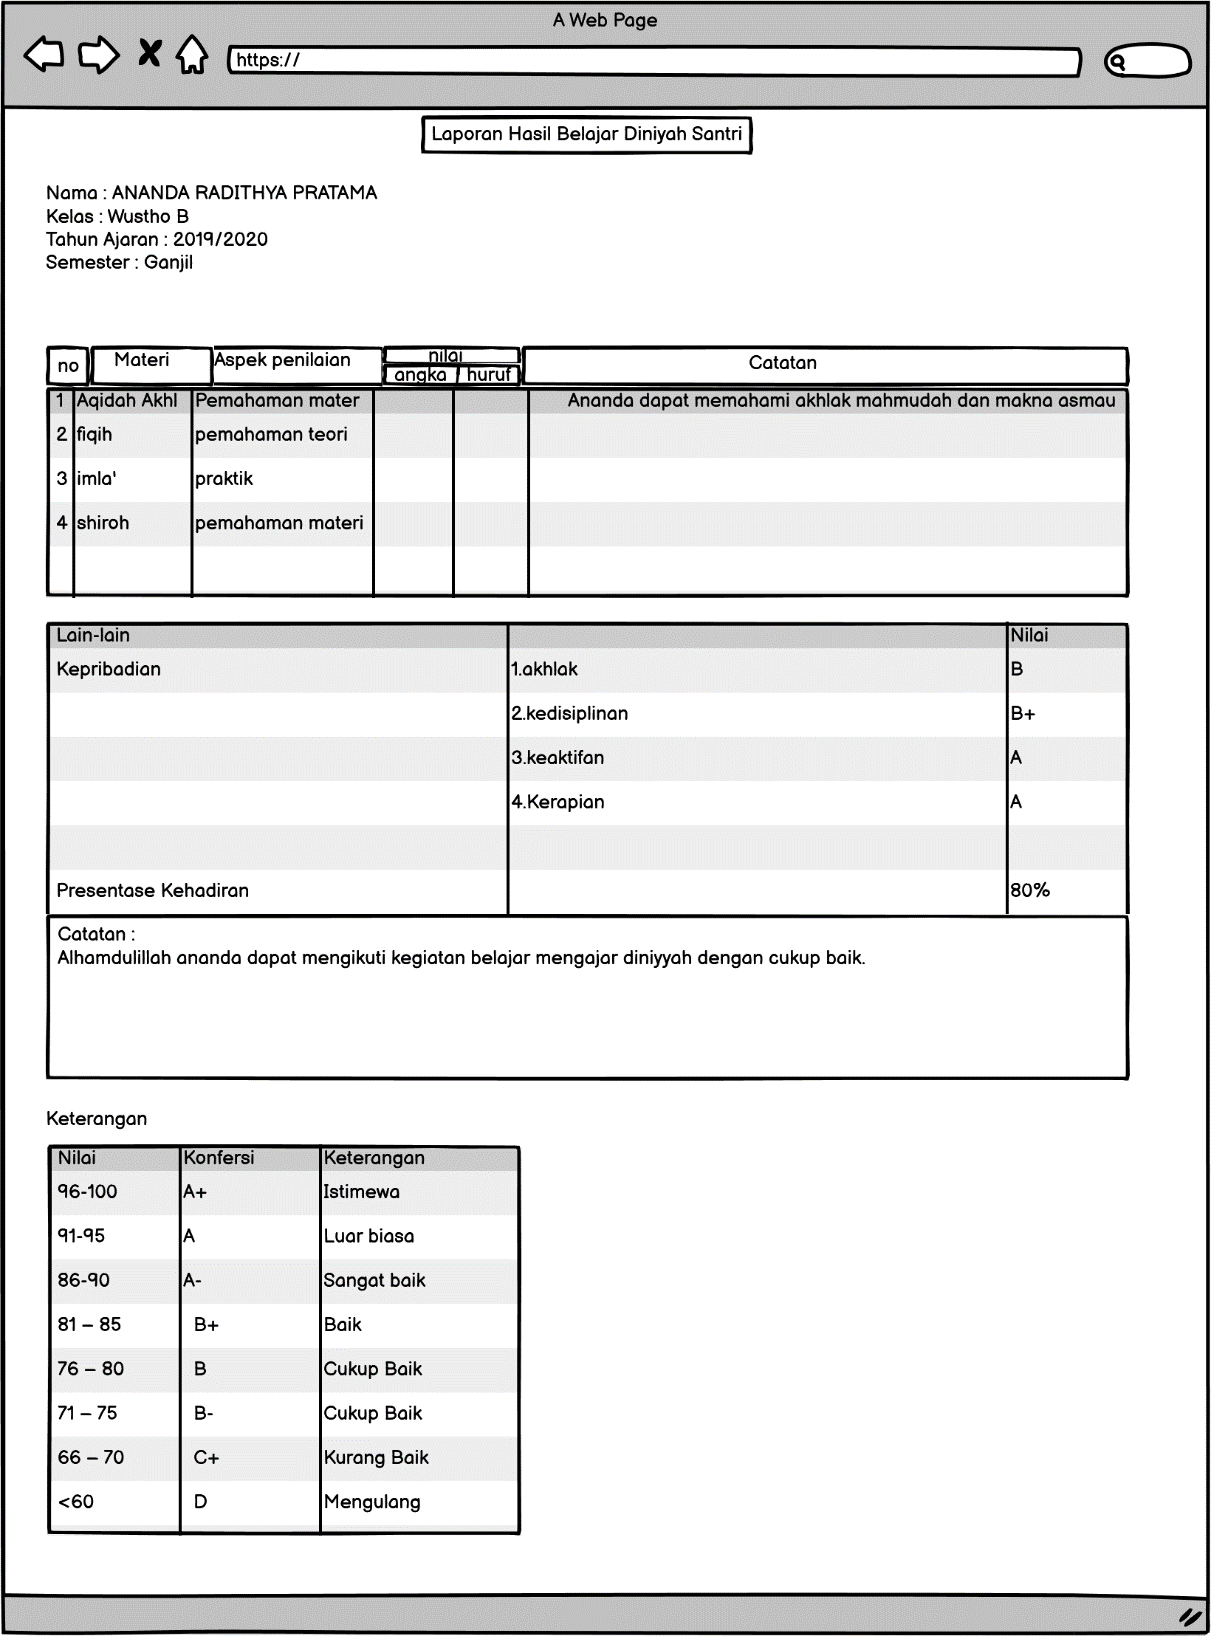 A Web Page
https://
Laporan Hasil Belajar Diniyah Santri
Nama : ANANDA RADITHYA PRATAMA
Kelas : Wustho B
Tahun Ajaran : 2019/2020
Semester : Ganjil
no Materi Aspek penilaian nilai Catatan
angka huruf
1 Aqidah Akhl Pemahaman mater Ananda dapat memahami akhlak mahmudah dan makna asmau
2 fiqih pemahaman teori
3 imla' praktik
4 shiroh pemahaman materi
Lain-lain Nilai
Kepribadian 1.akhlak B
2.kedisiplinan B+
3.keaktifan A
4.Kerapian A
Presentase Kehadiran 80%
Catatan :
Alhamdulillah ananda dapat mengikuti kegiatan belajar mengajar diniyyah dengan cukup baik.
Keterangan
Nilai Konfersi Keterangan
96-100 A+ Istimewa
91-95 A Luar biasa
86-90 A- Sangat baik
81 – 85 B+ Baik
76 – 80 B Cukup Baik
71 – 75 B- Cukup Baik
66 – 70 C+ Kurang Baik
<60 D Mengulang